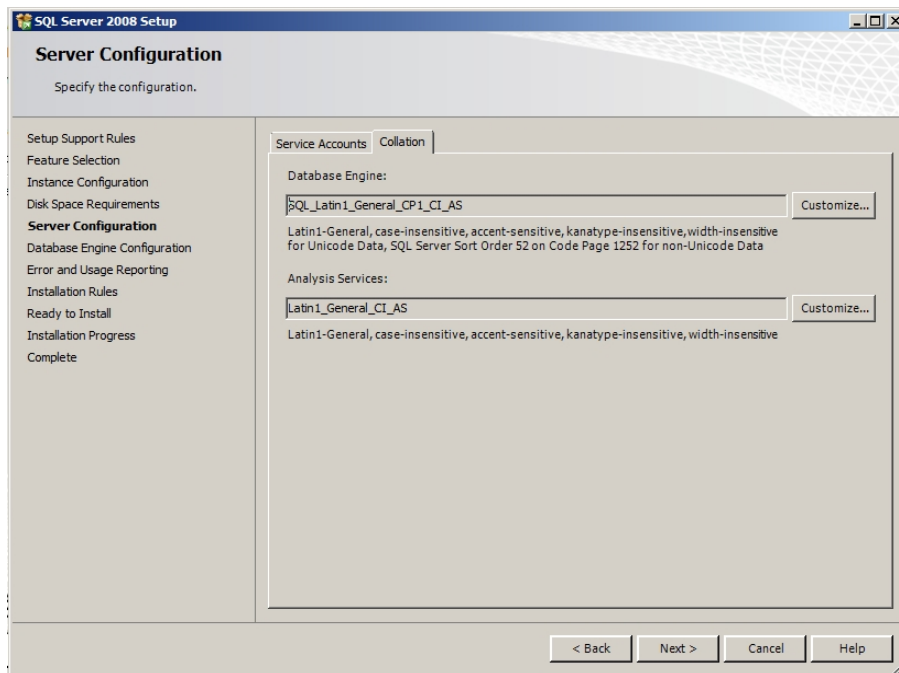 SQL Server 2008 Setup
Server Configuration
Specify the configuration.
Setup Support Rules
Feature Selection
Instance Configuration
Disk Space Requirements
Server Configuration
Database Engine Configuration
Error and Usage Reporting
Installation Rules
Ready to Install
Installation Progress
Complete
Service Accounts
Collation
Database Engine:
SQL_Latin1_General_CP1_CI_AS
Customize...
Latin1-General, case-insensitive, accent-sensitive, kanatype-insensitive, width-insensitive
for Unicode Data, SQL Server Sort Order 52 on Code Page 1252 for non-Unicode Data
Analysis Services:
Latin1_General_CI_AS
Customize...
Latin1-General, case-insensitive, accent-sensitive, kanatype-insensitive, width-insensitive
< Back
Next >
Cancel
Help